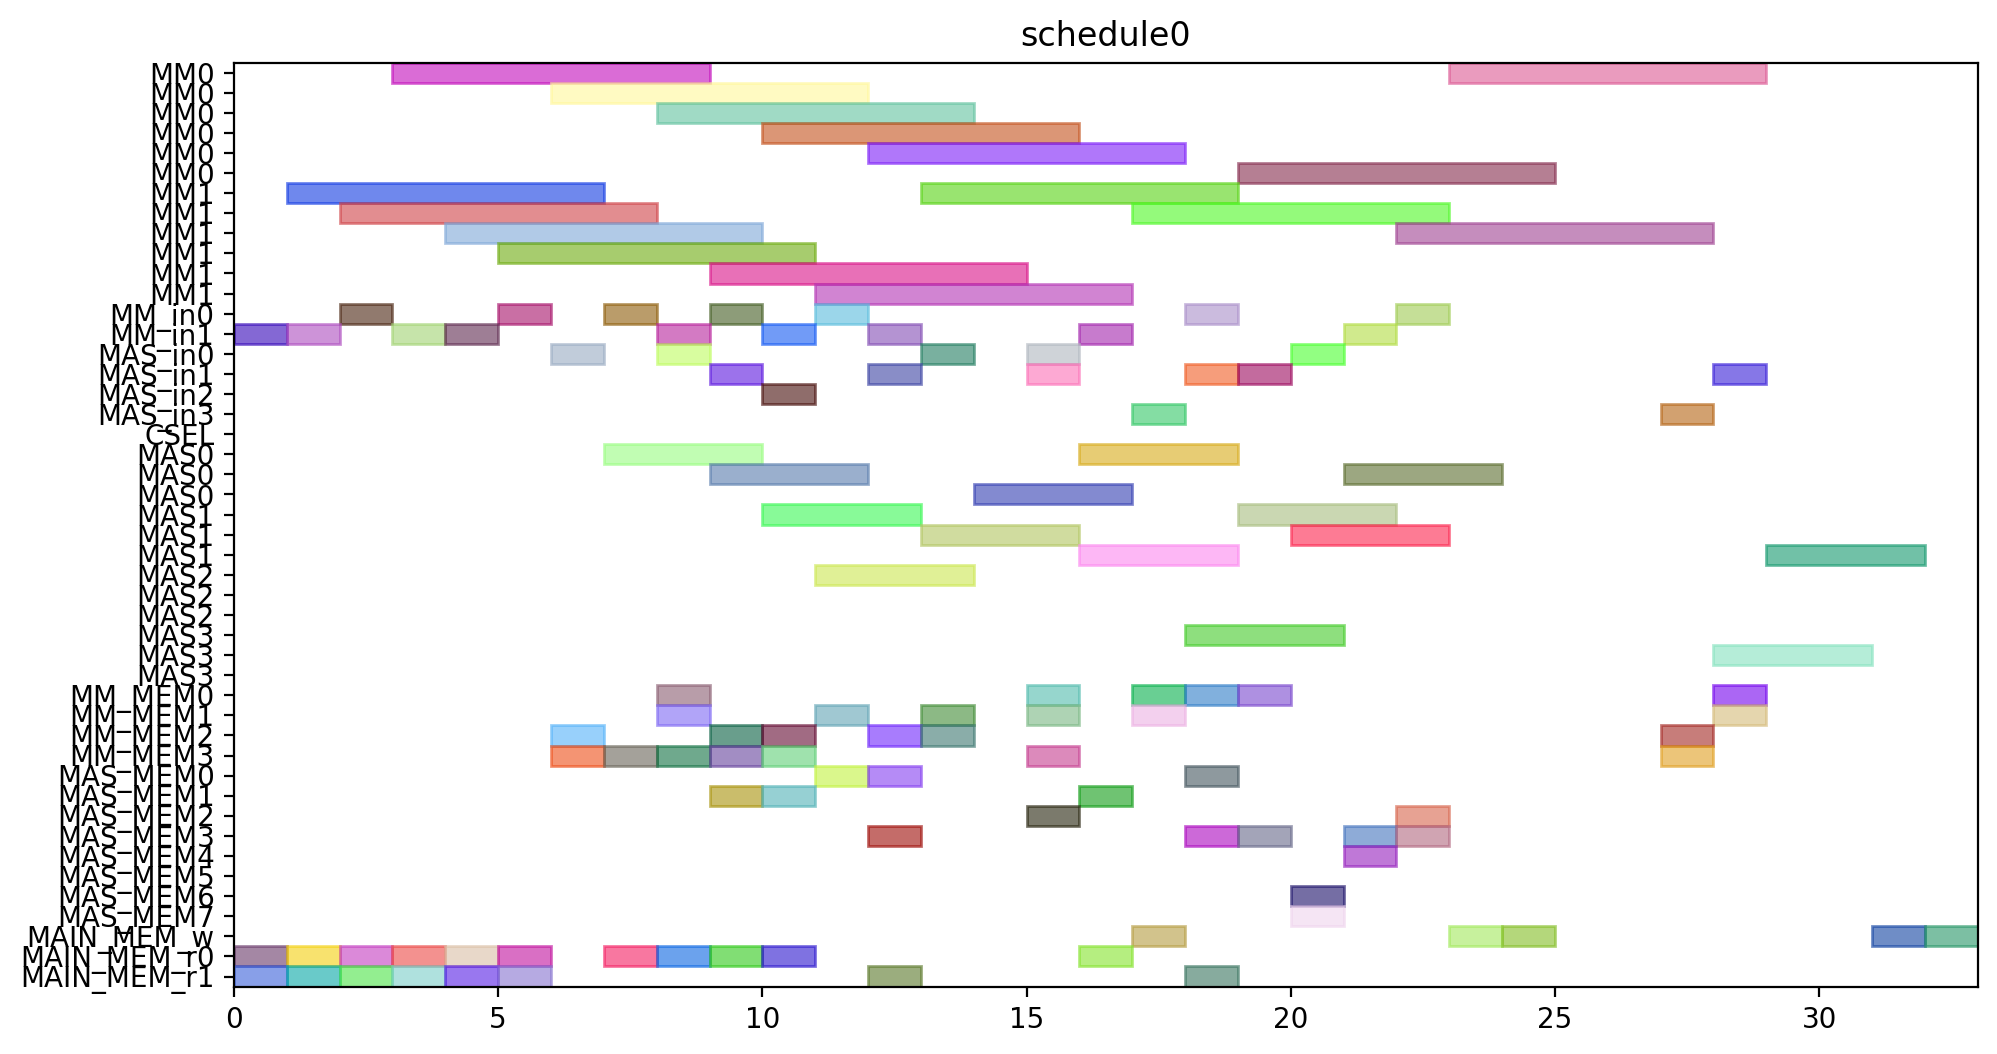 schedule0
MM0
MM0
MM0
MM0
MM0
MM0
MM1
MM1
MM1
MM1
MM1
MM1
MM_in0
MM_in1
MAS_in0
MAS_in1
MAS_in2
MAS_in3
CSEL
MAS0
MAS0
MAS0
MAS1
MAS1
MAS1
MAS2
MAS2
MAS2
MAS3
MAS3
MAS3
MM_MEM0
MM_MEM1
MM_MEM2
MM_MEM3
MAS_MEM0
MAS_MEM1
MAS_MEM2
MAS_MEM3
MAS_MEM4
MAS_MEM5
MAS_MEM6
MAS_MEM7
MAIN_MEM_w
MAIN_MEM_r0
MAIN_MEM_r1
0 5 10 15 20 25 30